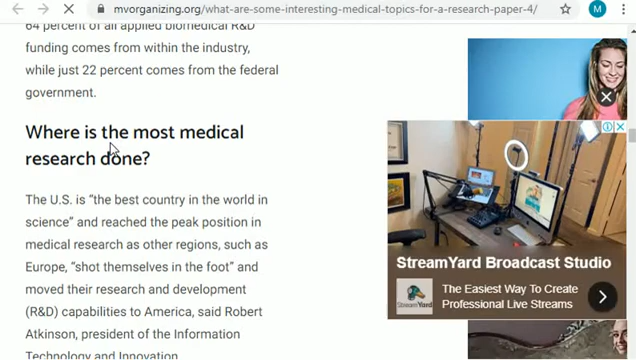 mvorganizing.org/what-are-some-interesting-medical-topics-for-a-research-paper-4/
M
64 percent of all applied biomedical R&D
funding comes from within the industry,
while just 22 percent comes from the federal
government.
Where is the most medical
research done?
The U.S. is “the best country in the world in
science” and reached the peak position in
medical research as other regions, such as
Europe, “shot themselves in the foot” and
moved their research and development
(R&D) capabilities to America, said Robert
Atkinson, president of the Information
Technology and Innovation
StreamYard Broadcast Studio
The Easiest Way To Create
Professional Live Streams
StreamYard